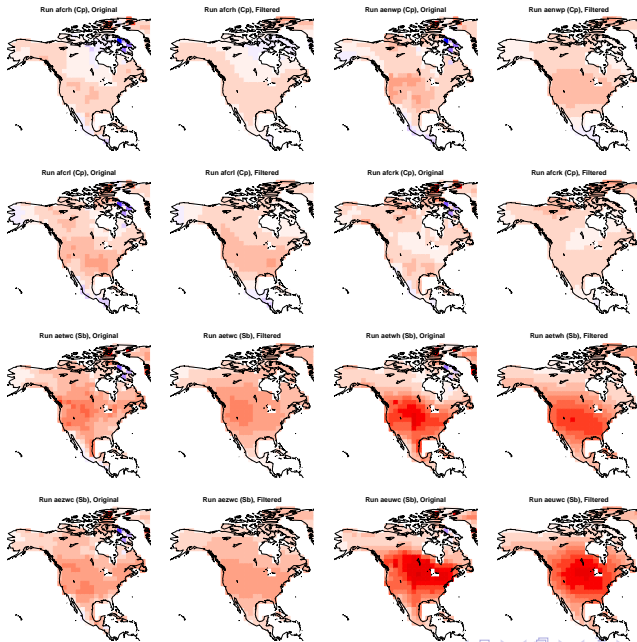 Run afcrh (Cp), Original
Run afcrh (Cp), Filtered
Run aenwp (Cp), Original
Run aenwp (Cp), Filtered
Run afcrl (Cp), Original
Run afcrl (Cp), Filtered
Run afcrk (Cp), Original
Run afcrk (Cp), Filtered
Run aetwc (Sb), Original
Run aetwc (Sb), Filtered
Run aetwh (Sb), Original
Run aetwh (Sb), Filtered
Run aezwc (Sb), Original
Run aezwc (Sb), Filtered
Run aeuwc (Sb), Original
Run aeuwc (Sb), Filtered